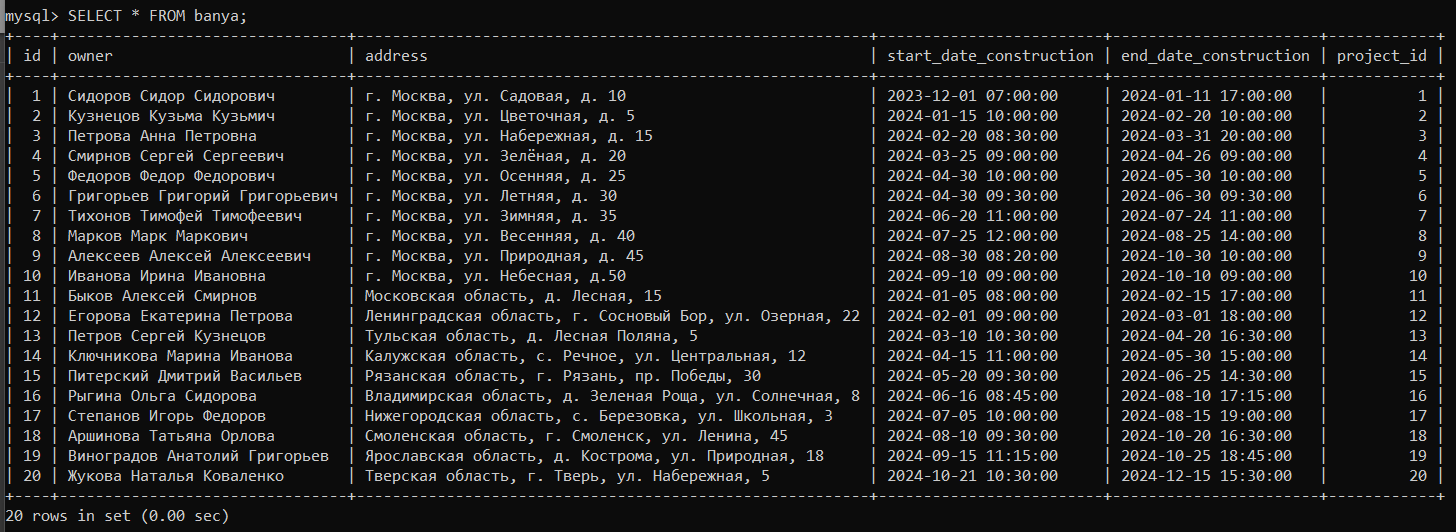 mysql> SELECT * FROM banya;
+----+--------------------------------+---------------------------------------------------------+-------------------------+-----------------------+------------+
| id | owner                          | address                                                 | start_date_construction | end_date_construction | project_id |
+----+--------------------------------+---------------------------------------------------------+-------------------------+-----------------------+------------+
|  1 | Сидоров Сидор Сидорович        | г. Москва, ул. Садовая, д. 10                           | 2023-12-01 07:00:00     | 2024-01-11 17:00:00   |          1 |
|  2 | Кузнецов Кузьма Кузьмич        | г. Москва, ул. Цветочная, д. 5                          | 2024-01-15 10:00:00     | 2024-02-20 10:00:00   |          2 |
|  3 | Петрова Анна Петровна          | г. Москва, ул. Набережная, д. 15                        | 2024-02-20 08:30:00     | 2024-03-31 20:00:00   |          3 |
|  4 | Смирнов Сергей Сергеевич       | г. Москва, ул. Зелёная, д. 20                           | 2024-03-25 09:00:00     | 2024-04-26 09:00:00   |          4 |
|  5 | Федоров Федор Федорович        | г. Москва, ул. Осенняя, д. 25                           | 2024-04-30 10:00:00     | 2024-05-30 10:00:00   |          5 |
|  6 | Григорьев Григорий Григорьевич | г. Москва, ул. Летняя, д. 30                            | 2024-04-30 09:30:00     | 2024-06-30 09:30:00   |          6 |
|  7 | Тихонов Тимофей Тимофеевич     | г. Москва, ул. Зимняя, д. 35                            | 2024-06-20 11:00:00     | 2024-07-24 11:00:00   |          7 |
|  8 | Марков Марк Маркович           | г. Москва, ул. Весенняя, д. 40                          | 2024-07-25 12:00:00     | 2024-08-25 14:00:00   |          8 |
|  9 | Алексеев Алексей Алексеевич    | г. Москва, ул. Природная, д. 45                         | 2024-08-30 08:20:00     | 2024-10-30 10:00:00   |          9 |
| 10 | Иванова Ирина Ивановна         | г. Москва, ул. Небесная, д.50                           | 2024-09-10 09:00:00     | 2024-10-10 09:00:00   |         10 |
| 11 | Быков Алексей Смирнов          | Московская область, д. Лесная, 15                       | 2024-01-05 08:00:00     | 2024-02-15 17:00:00   |         11 |
| 12 | Егорова Екатерина Петрова      | Ленинградская область, г. Сосновый Бор, ул. Озерная, 22 | 2024-02-01 09:00:00     | 2024-03-01 18:00:00   |         12 |
| 13 | Петров Сергей Кузнецов         | Тульская область, д. Лесная Поляна, 5                   | 2024-03-10 10:30:00     | 2024-04-20 16:30:00   |         13 |
| 14 | Ключникова Марина Иванова      | Калужская область, с. Речное, ул. Центральная, 12       | 2024-04-15 11:00:00     | 2024-05-30 15:00:00   |         14 |
| 15 | Питерский Дмитрий Васильев     | Рязанская область, г. Рязань, пр. Победы, 30            | 2024-05-20 09:30:00     | 2024-06-25 14:30:00   |         15 |
| 16 | Рыгина Ольга Сидорова          | Владимирская область, д. Зеленая Роща, ул. Солнечная, 8 | 2024-06-16 08:45:00     | 2024-08-10 17:15:00   |         16 |
| 17 | Степанов Игорь Федоров         | Нижегородская область, с. Березовка, ул. Школьная, 3    | 2024-07-05 10:00:00     | 2024-08-15 19:00:00   |         17 |
| 18 | Аршинова Татьяна Орлова        | Смоленская область, г. Смоленск, ул. Ленина, 45         | 2024-08-10 09:30:00     | 2024-10-20 16:30:00   |         18 |
| 19 | Виноградов Анатолий Григорьев  | Ярославская область, д. Кострома, ул. Природная, 18     | 2024-09-15 11:15:00     | 2024-10-25 18:45:00   |         19 |
| 20 | Жукова Наталья Коваленко       | Тверская область, г. Тверь, ул. Набережная, 5           | 2024-10-21 10:30:00     | 2024-12-15 15:30:00   |         20 |
+----+--------------------------------+---------------------------------------------------------+-------------------------+-----------------------+------------+
20 rows in set (0.00 sec)